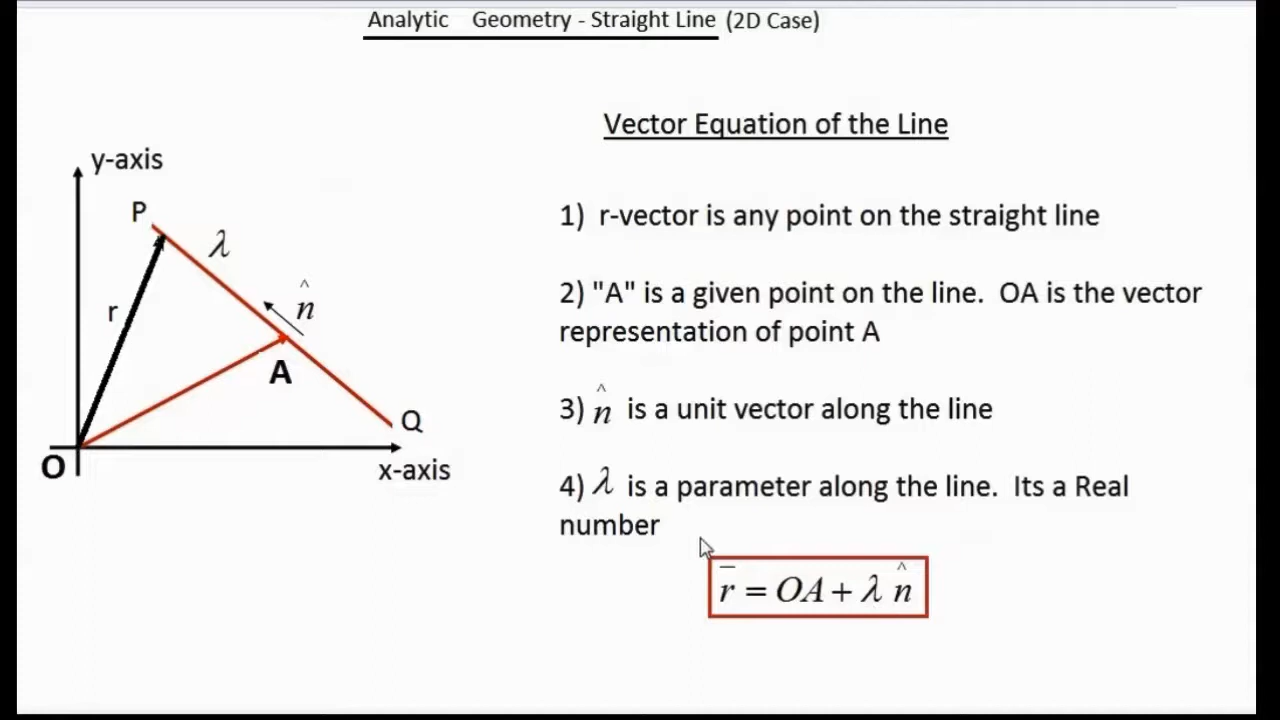 Analytic Geometry - Straight Line (2D Case)
Vector Equation of the Line
y-axis
P
λ
n̂
r
A
O
Q
x-axis
1) r-vector is any point on the straight line
2) "A" is a given point on the line. OA is the vector
representation of point A
3) n̂ is a unit vector along the line
4) λ is a parameter along the line. Its a Real
number
r̅ = OA + λ n̂